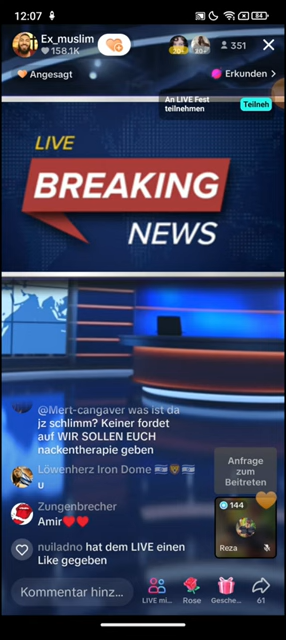 12:07
84
Ex_muslim
158.1K
351
Angesagt
Erkunden
An LIVE Fest
teilnehmen
Teilneh
LIVE
BREAKING
NEWS
@Mert-cangaver was ist da
jz schlimm? Keiner fordet
auf WIR SOLLEN EUCH
nackentherapie geben
Löwenherz Iron Dome 🇮🇱🦁🇮🇱
u
Zungenbrecher
Amir♥️♥️
nuiladno hat dem LIVE einen
Like gegeben
Anfrage
zum
Beitreten
144
Reza
Kommentar hinz...
LIVE mi...
Rose
Gesche...
61